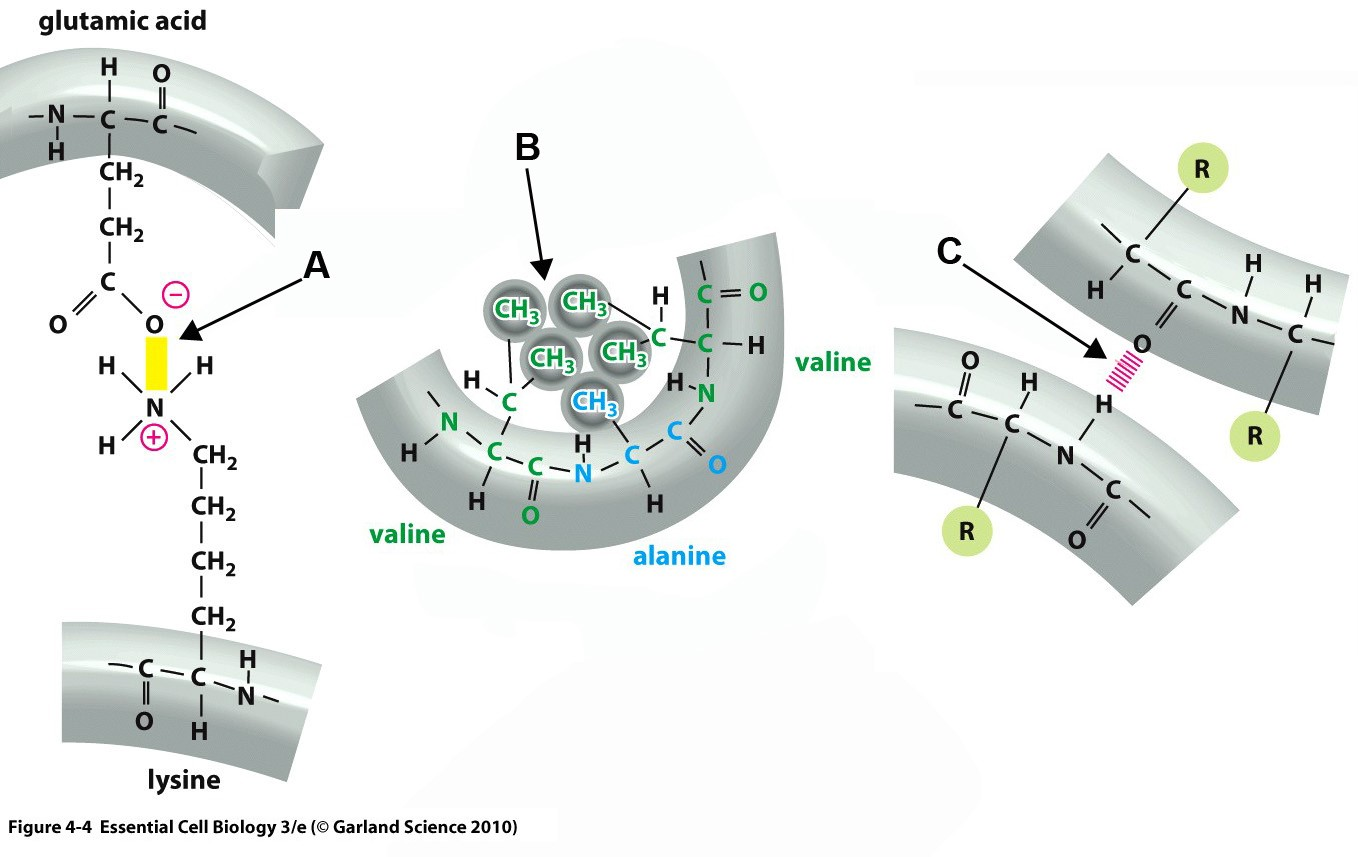 glutamic acid
H
O
N
C
C
H
CH2
CH2
C
O
O
−
A
H
H
N
+
H
CH2
CH2
CH2
CH2
C
C
H
N
O
H
lysine
B
CH3
CH3
CH3
CH3
CH3
H
C
C
O
C
H
H
N
H
C
N
H
C
C
H
N
C
C
O
H
O
H
valine
valine
alanine
C
R
C
H
C
O
N
H
H
C
R
O
C
H
C
H
N
C
O
R
Figure 4-4 Essential Cell Biology 3/e (© Garland Science 2010)